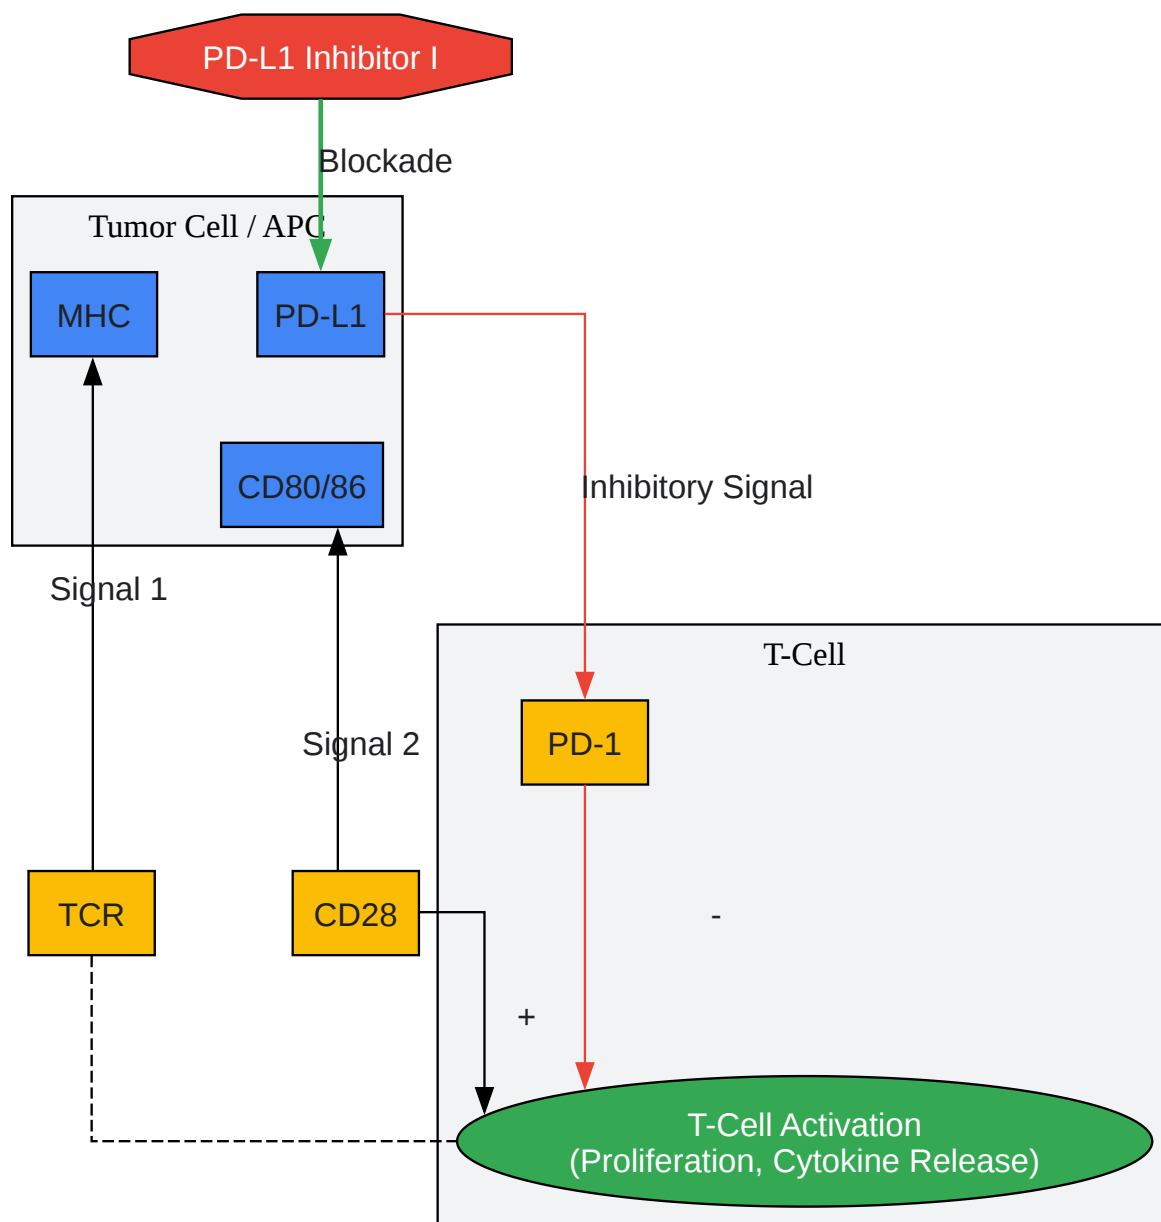 PD-L1 Inhibitor I
Blockade
Tumor Cell / APC
MHC
PD-L1
CD80/86
Inhibitory Signal
Signal 1
T-Cell
PD-1
Signal 2
TCR
CD28
-
+
T-Cell Activation
(Proliferation, Cytokine Release)